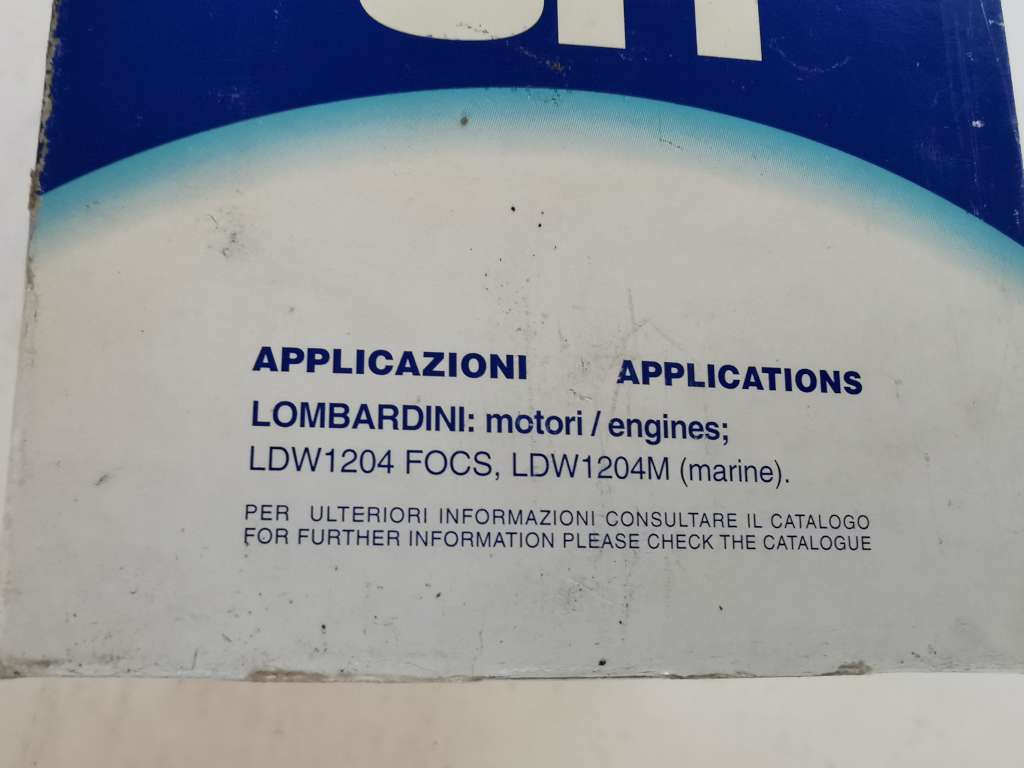 APPLICAZIONI APPLICATIONS
LOMBARDINI: motori / engines;
LDW1204 FOCS, LDW1204M (marine).
PER ULTERIORI INFORMAZIONI CONSULTARE IL CATALOGO
FOR FURTHER INFORMATION PLEASE CHECK THE CATALOGUE